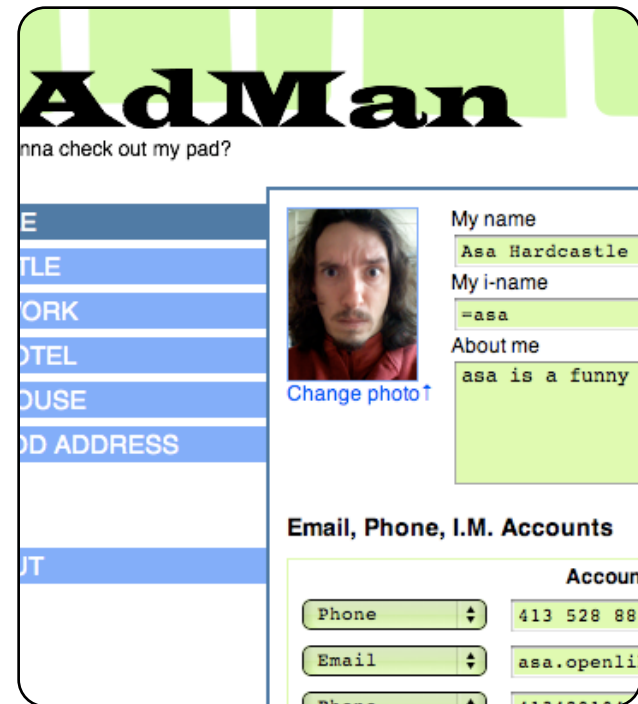 AdMan
nna check out my pad?
E
TLE
ORK
OTEL
OUSE
DD ADDRESS
UT
My name
Asa Hardcastle
My i-name
=asa
About me
asa is a funny
Change photo↑
Email, Phone, I.M. Accounts
Accoun
Phone
413 528 88
Email
asa.openli
Phone